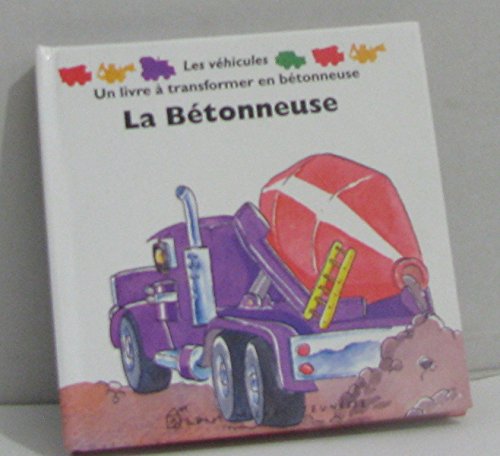 Les véhicules
Un livre à transformer en bétonneuse
La Bétonneuse